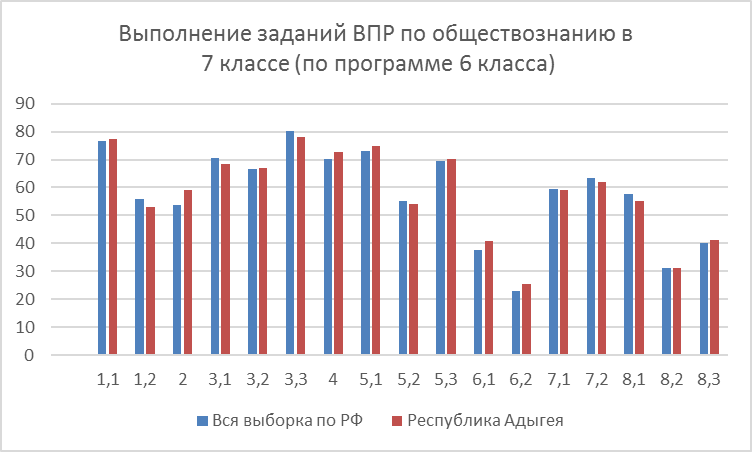 Выполнение заданий ВПР по обществознанию в
7 классе (по программе 6 класса)
90
80
70
60
50
40
30
20
10
0
1,1 1,2 2 3,1 3,2 3,3 4 5,1 5,2 5,3 6,1 6,2 7,1 7,2 8,1 8,2 8,3
Вся выборка по РФ Республика Адыгея